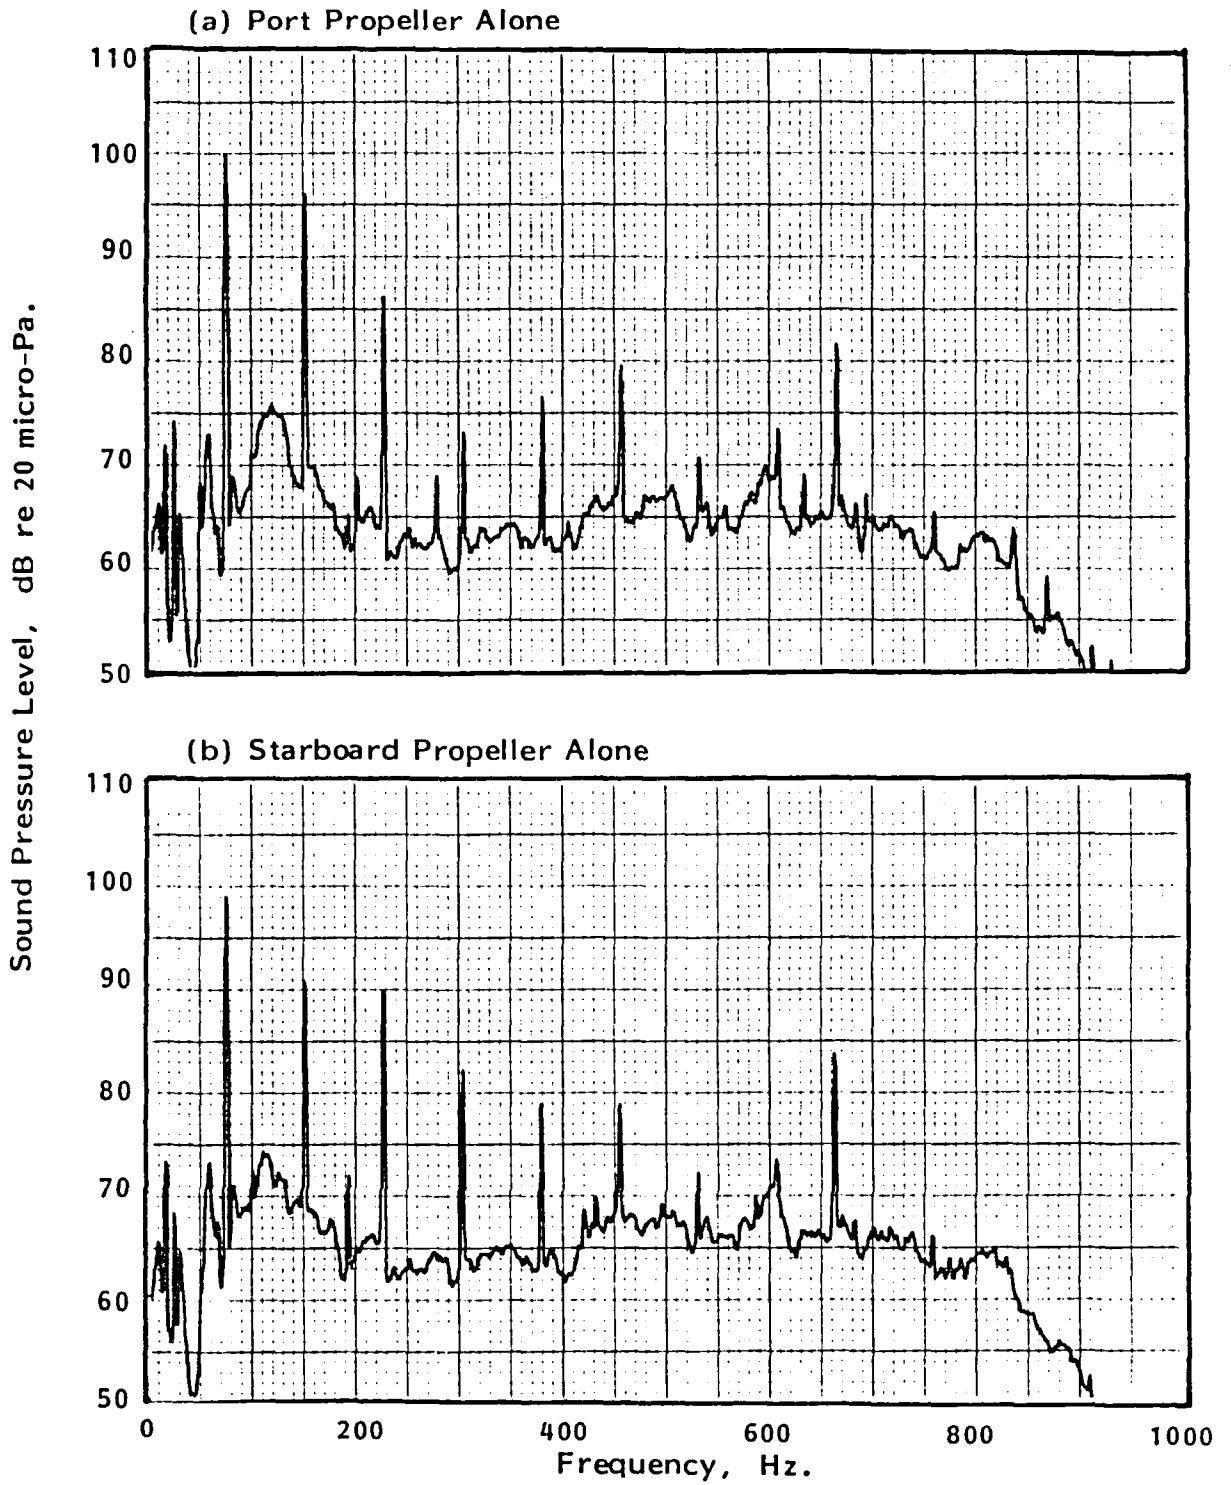 (a) Port Propeller Alone
110
100
90
80
70
60
50
Sound Pressure Level, dB re 20 micro-Pa.
(b) Starboard Propeller Alone
110
100
90
80
70
60
50
0 200 400 600 800 1000
Frequency, Hz.